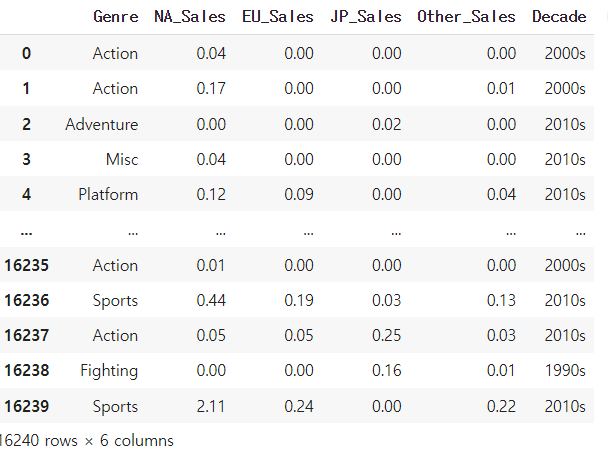 Genre NA_Sales EU_Sales JP_Sales Other_Sales Decade
0 Action 0.04 0.00 0.00 0.00 2000s
1 Action 0.17 0.00 0.00 0.01 2000s
2 Adventure 0.00 0.00 0.02 0.00 2010s
3 Misc 0.04 0.00 0.00 0.00 2010s
4 Platform 0.12 0.09 0.00 0.04 2010s
... ... ... ... ... ... ...
16235 Action 0.01 0.00 0.00 0.00 2000s
16236 Sports 0.44 0.19 0.03 0.13 2010s
16237 Action 0.05 0.05 0.25 0.03 2010s
16238 Fighting 0.00 0.00 0.16 0.01 1990s
16239 Sports 2.11 0.24 0.00 0.22 2010s
16240 rows × 6 columns